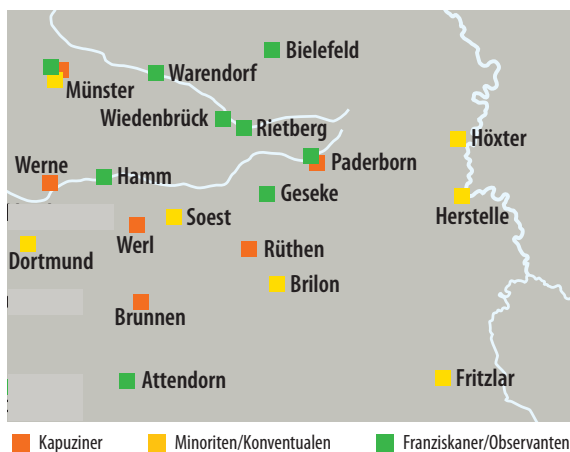 Bielefeld
Warendorf
Münster
Wiedenbrück
Rietberg
Höxter
Paderborn
Werne
Hamm
Geseke
Herstelle
Soest
Werl
Dortmund
Rüthen
Brilon
Brunnen
Attendorn
Fritzlar
Kapuziner
Minoriten/Konventualen
Franziskaner/Observanten